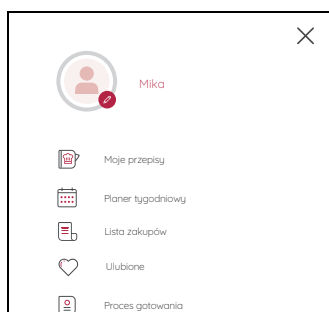 Mika
Moje przepisy
Planer tygodniowy
Lista zakupów
Ulubione
Proces gotowania